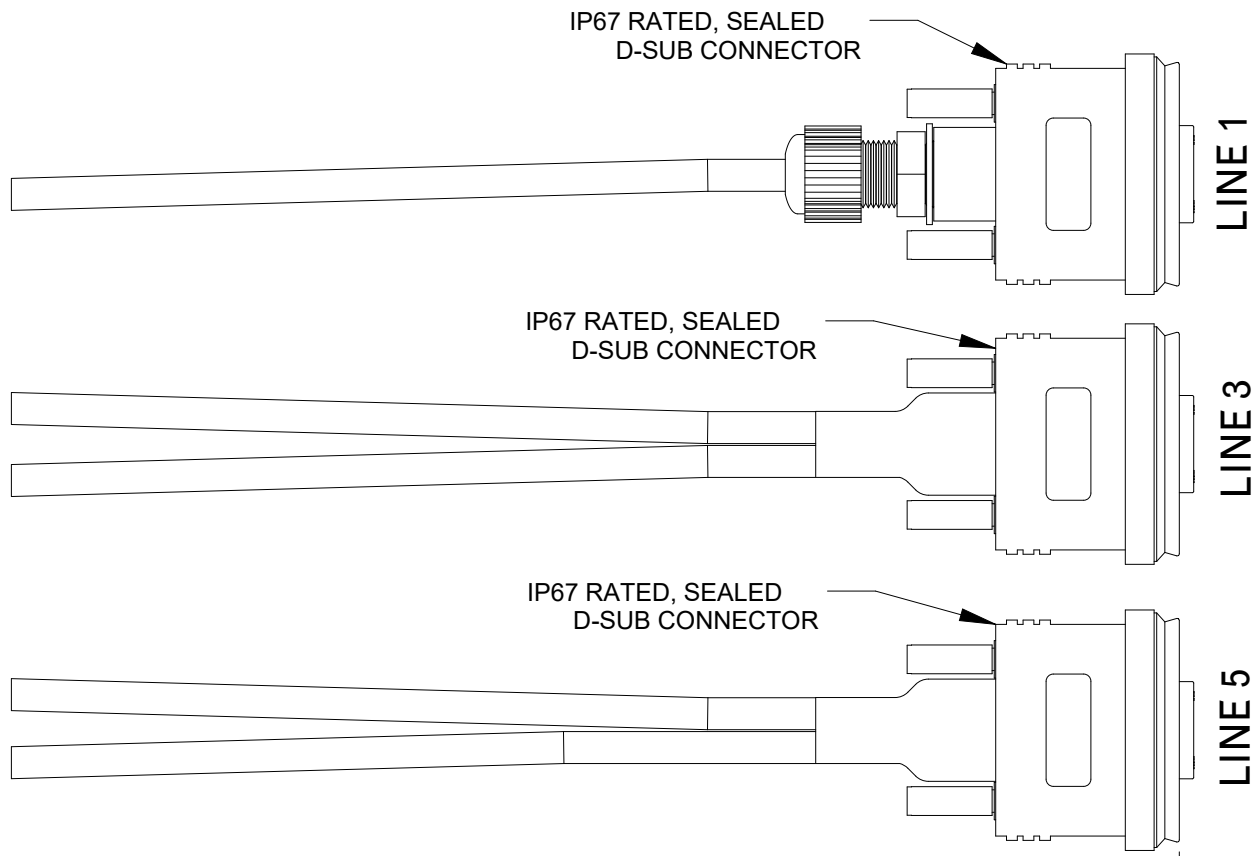 IP67 RATED, SEALED
D-SUB CONNECTOR
LINE 1
IP67 RATED, SEALED
D-SUB CONNECTOR
LINE 3
IP67 RATED, SEALED
D-SUB CONNECTOR
LINE 5